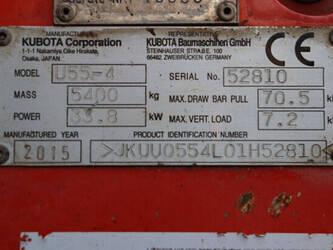 MANUFACTURER REPRESENTATIVE
KUBOTA Corporation KUBOTA Baumaschinen GmbH
1-1 Nakamiya Oike Hirakata, STEINHAUSER STRAßE 100
Osaka, JAPAN 66482 ZWEIBRÜCKEN GERMANY
CE
MODEL U55-4 SERIAL No. 52810
MASS 5400 kg MAX. DRAW BAR PULL 70.5
POWER 33.8 kW MAX. VERT. LOAD 7.2
MANUFACTURED YEAR PRODUCT IDENTIFICATION NUMBER
2015 >JKUU0554L01H52810